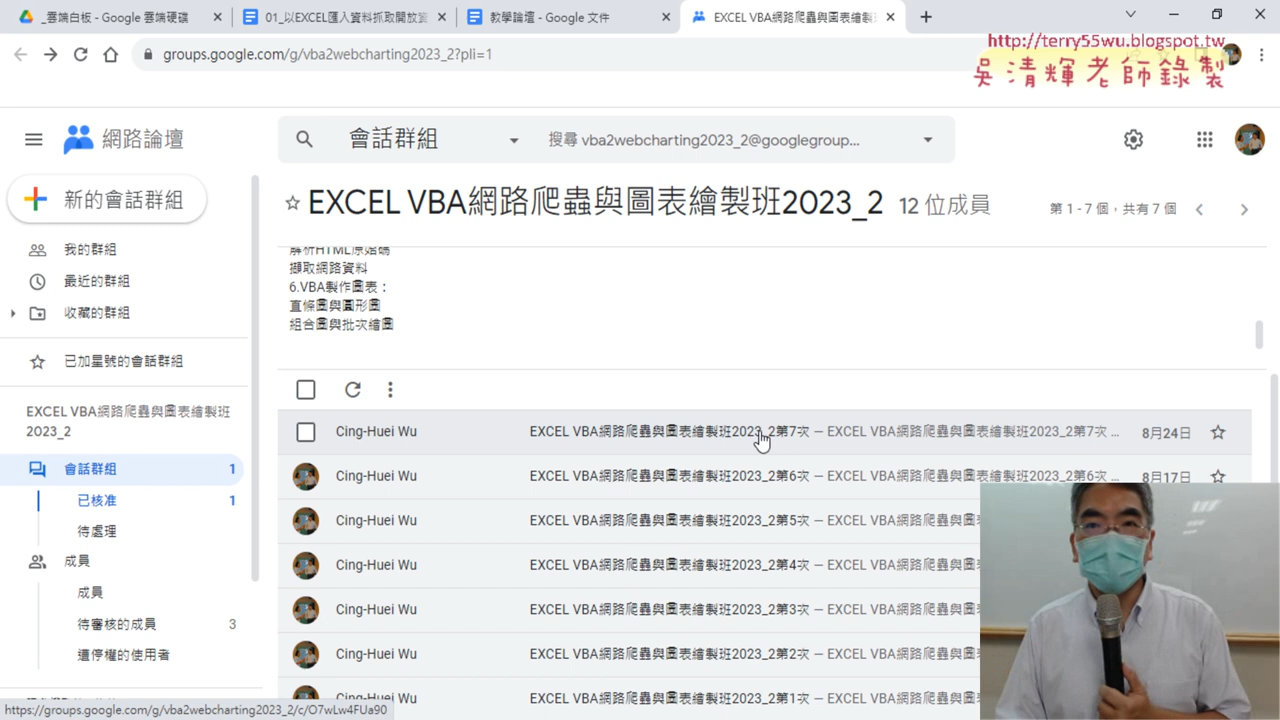 _雲端白板 - Google 雲端硬碟
01_以EXCEL匯入資料抓取開放資
教學論壇 - Google 文件
EXCEL VBA網路爬蟲與圖表繪製班
groups.google.com/g/vba2webcharting2023_2?pli=1
http://terry55wu.blogspot.tw
吳清輝老師錄製
網路論壇
會話群組
搜尋 vba2webcharting2023_2@googlegroup...
新的會話群組
EXCEL VBA網路爬蟲與圖表繪製班2023_2
12 位成員
第 1 - 7 個，共有 7 個
我的群組
最近的群組
收藏的群組
已加星號的會話群組
EXCEL VBA網路爬蟲與圖表繪製班
2023_2
會話群組 1
已核准 1
待處理
成員
成員
待審核的成員 3
遭停權的使用者
解析HTML原始碼
擷取網路資料
6.VBA製作圖表：
直條圖與圓形圖
組合圖與批次繪圖
Cing-Huei Wu EXCEL VBA網路爬蟲與圖表繪製班2023_2第7次 — EXCEL VBA網路爬蟲與圖表繪製班2023_2第7次 ... 8月24日
Cing-Huei Wu EXCEL VBA網路爬蟲與圖表繪製班2023_2第6次 — EXCEL VBA網路爬蟲與圖表繪製班2023_2第6次 ... 8月17日
Cing-Huei Wu EXCEL VBA網路爬蟲與圖表繪製班2023_2第5次 — EXCEL VBA網路爬蟲與圖表繪製班2023_2第
Cing-Huei Wu EXCEL VBA網路爬蟲與圖表繪製班2023_2第4次 — EXCEL VBA網路爬蟲與圖
Cing-Huei Wu EXCEL VBA網路爬蟲與圖表繪製班2023_2第3次 — EXCEL VBA網路爬蟲與圖
Cing-Huei Wu EXCEL VBA網路爬蟲與圖表繪製班2023_2第2次 — EXCEL VBA網路爬蟲與圖
Cing-Huei Wu EXCEL VBA網路爬蟲與圖表繪製班2023_2第1次 — EXCEL VBA網路爬蟲與圖
https://groups.google.com/g/vba2webcharting2023_2/c/O7wLw4FUa90